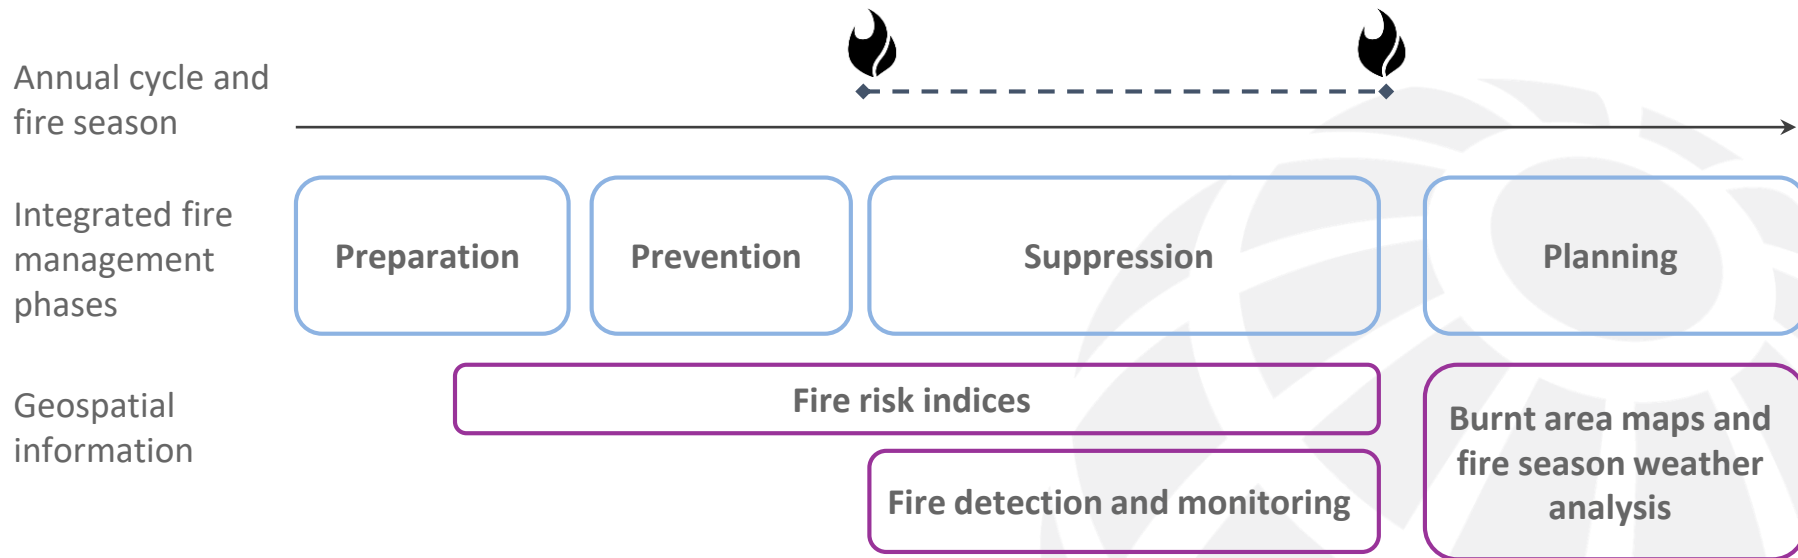 Annual cycle and
fire season
Integrated fire
management
phases
Preparation
Prevention
Suppression
Planning
Geospatial
information
Fire risk indices
Fire detection and monitoring
Burnt area maps and
fire season weather
analysis